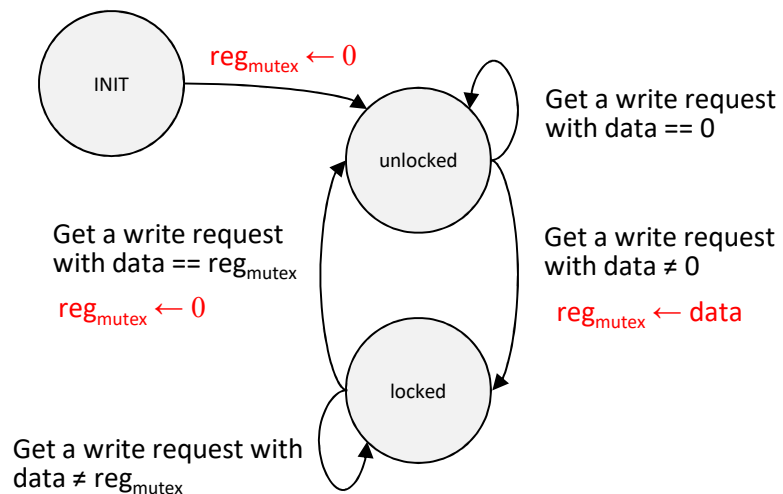 INIT
reg_mutex ← 0
unlocked
Get a write request
with data == 0
Get a write request
with data == reg_mutex
reg_mutex ← 0
Get a write request
with data ≠ 0
reg_mutex ← data
locked
Get a write request with
data ≠ reg_mutex